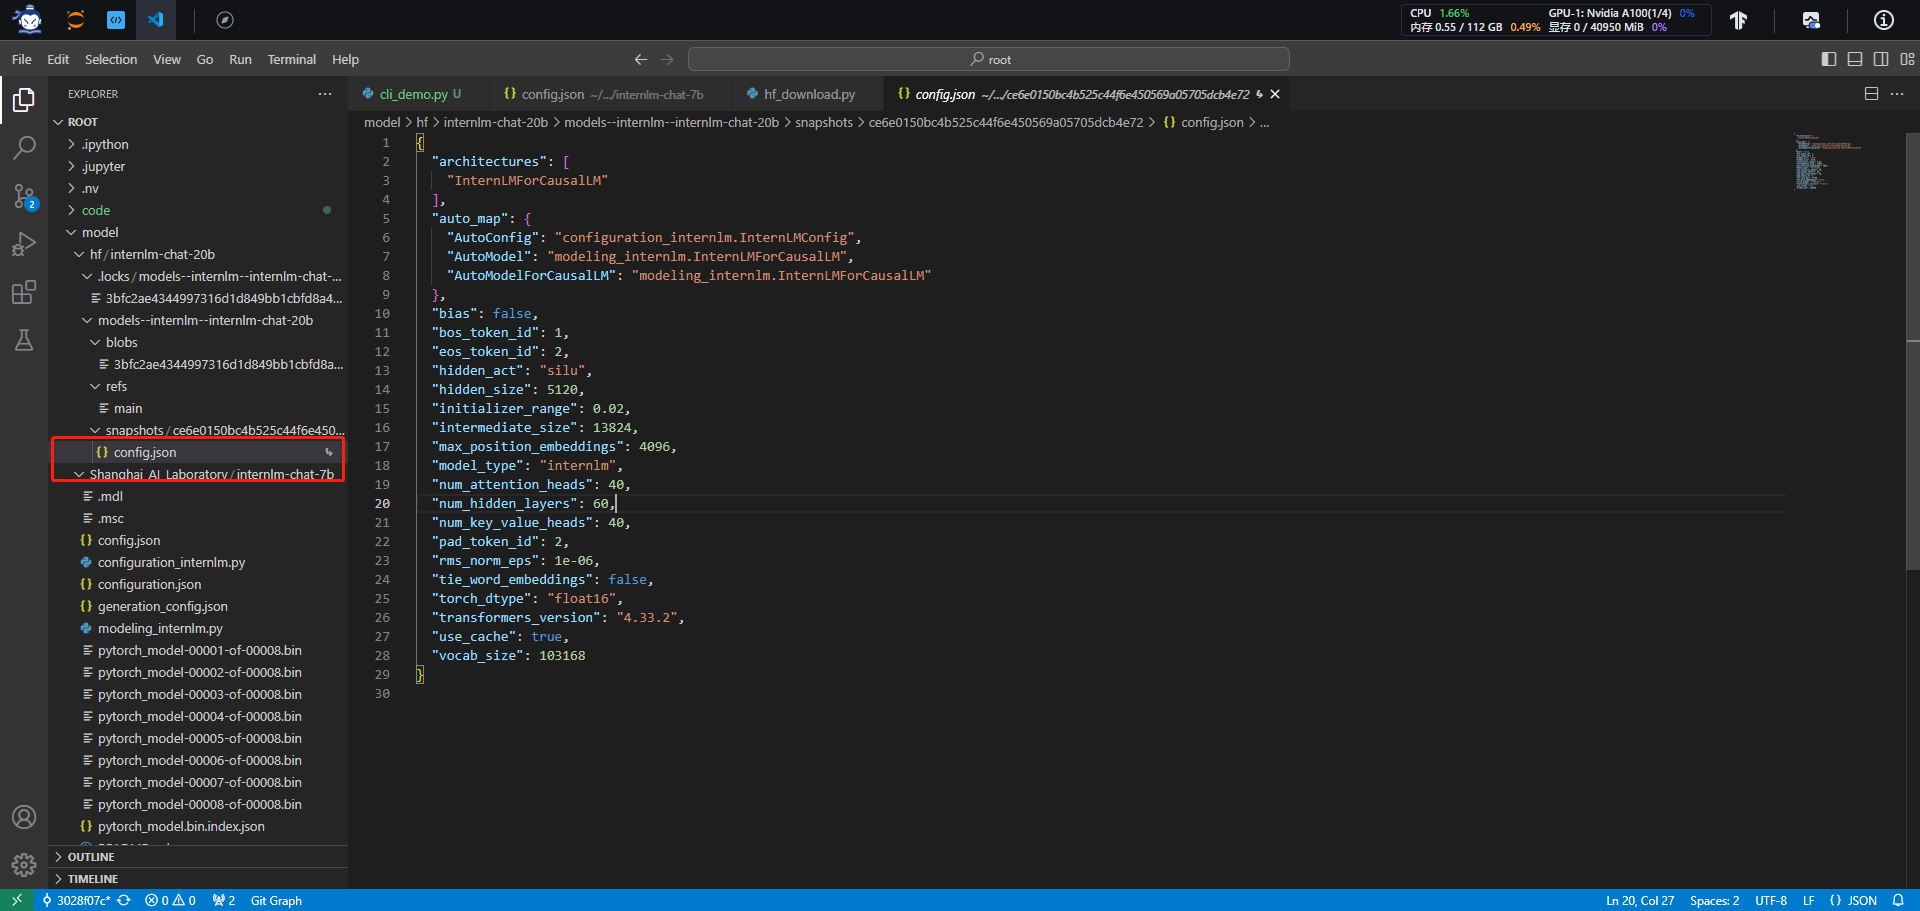 CPU 1.66% GPU-1: Nvidia A100(1/4) 0%
内存 0.55 / 112 GB 0.49% 显存 0 / 40950 MiB 0%
File Edit Selection View Go Run Terminal Help
root
EXPLORER
cli_demo.py U
config.json ~/.../internlm-chat-7b
hf_download.py
config.json ~/.../ce6e0150bc4b525c44f6e450569a05705dcb4e72
model > hf > internlm-chat-20b > models--internlm--internlm-chat-20b > snapshots > ce6e0150bc4b525c44f6e450569a05705dcb4e72 > {} config.json > ...
ROOT
.ipython
.jupyter
.nv
code
model
hf/internlm-chat-20b
.locks/models--internlm--internlm-chat-...
3bfc2ae4344997316d1d849bb1cbfd8a4...
models--internlm--internlm-chat-20b
blobs
3bfc2ae4344997316d1d849bb1cbfd8a...
refs
main
snapshots/ce6e0150bc4b525c44f6e450...
{} config.json
Shanghai_AI_Laboratory/internlm-chat-7b
.mdl
.msc
{} config.json
configuration_internlm.py
{} configuration.json
{} generation_config.json
modeling_internlm.py
pytorch_model-00001-of-00008.bin
pytorch_model-00002-of-00008.bin
pytorch_model-00003-of-00008.bin
pytorch_model-00004-of-00008.bin
pytorch_model-00005-of-00008.bin
pytorch_model-00006-of-00008.bin
pytorch_model-00007-of-00008.bin
pytorch_model-00008-of-00008.bin
{} pytorch_model.bin.index.json
OUTLINE
TIMELINE
2
1 {
2 "architectures": [
3 "InternLMForCausalLM"
4 ],
5 "auto_map": {
6 "AutoConfig": "configuration_internlm.InternLMConfig",
7 "AutoModel": "modeling_internlm.InternLMForCausalLM",
8 "AutoModelForCausalLM": "modeling_internlm.InternLMForCausalLM"
9 },
10 "bias": false,
11 "bos_token_id": 1,
12 "eos_token_id": 2,
13 "hidden_act": "silu",
14 "hidden_size": 5120,
15 "initializer_range": 0.02,
16 "intermediate_size": 13824,
17 "max_position_embeddings": 4096,
18 "model_type": "internlm",
19 "num_attention_heads": 40,
20 "num_hidden_layers": 60,
21 "num_key_value_heads": 40,
22 "pad_token_id": 2,
23 "rms_norm_eps": 1e-06,
24 "tie_word_embeddings": false,
25 "torch_dtype": "float16",
26 "transformers_version": "4.33.2",
27 "use_cache": true,
28 "vocab_size": 103168
29 }
30
3028f07c* 0 0 2 Git Graph
Ln 20, Col 27 Spaces: 2 UTF-8 LF {} JSON